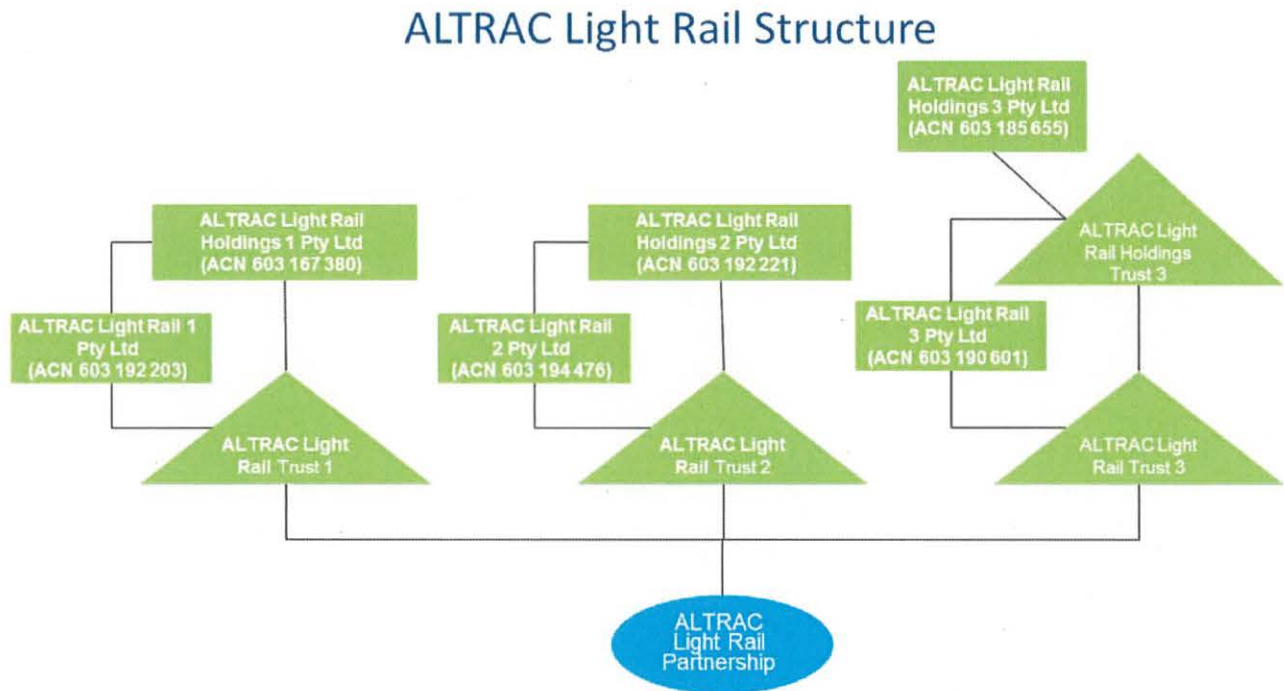 ALTRAC Light Rail Structure
ALTRAC Light Rail
Holdings 3 Pty Ltd
(ACN 603 185 655)
ALTRAC Light Rail
Holdings 1 Pty Ltd
(ACN 603 167 380)
ALTRAC Light Rail
Holdings 2 Pty Ltd
(ACN 603 192 221)
ALTRAC Light
Rail Holdings
Trust 3
ALTRAC Light Rail 1
Pty Ltd
(ACN 603 192 203)
ALTRAC Light Rail
2 Pty Ltd
(ACN 603 194 476)
ALTRAC Light Rail
3 Pty Ltd
(ACN 603 190 601)
ALTRAC Light
Rail Trust 1
ALTRAC Light
Rail Trust 2
ALTRAC Light
Rail Trust 3
ALTRAC
Light Rail
Partnership